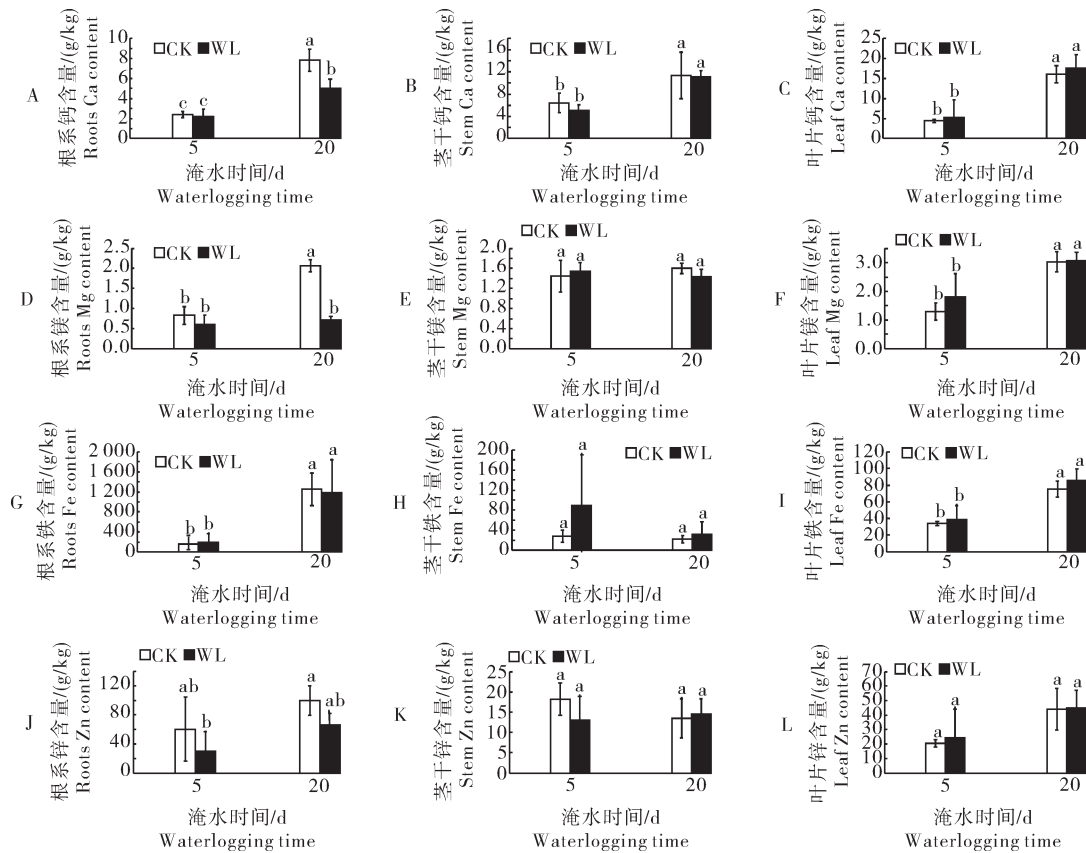 A
根系钙含量/(g/kg)
Roots Ca content
10
8
6
4
2
0
CK WL
c c a b
5 20
淹水时间/d
Waterlogging time
B
茎干钙含量/(g/kg)
Stem Ca content
16
12
8
4
0
CK WL
b b a a
5 20
淹水时间/d
Waterlogging time
C
叶片钙含量/(g/kg)
Leaf Ca content
25
20
15
10
5
0
CK WL
b b a a
5 20
淹水时间/d
Waterlogging time
D
根系镁含量/(g/kg)
Roots Mg content
2.5
2.0
1.5
1.0
0.5
0.0
CK WL
b b a b
5 20
淹水时间/d
Waterlogging time
E
茎干镁含量/(g/kg)
Stem Mg content
2.0
1.6
1.2
0.8
0.4
0.0
CK WL
a a a a
5 20
淹水时间/d
Waterlogging time
F
叶片镁含量/(g/kg)
Leaf Mg content
3.0
2.0
1.0
0.0
CK WL
b b a a
5 20
淹水时间/d
Waterlogging time
G
根系铁含量/(g/kg)
Roots Fe content
2 000
1 600
1 200
800
400
0
CK WL
b b a a
5 20
淹水时间/d
Waterlogging time
H
茎干铁含量/(g/kg)
Stem Fe content
200
160
120
80
40
0
CK WL
a a a a
5 20
淹水时间/d
Waterlogging time
I
叶片铁含量/(g/kg)
Leaf Fe content
120
100
80
60
40
20
0
CK WL
b b a a
5 20
淹水时间/d
Waterlogging time
J
根系锌含量/(g/kg)
Roots Zn content
120
80
40
0
CK WL
ab b a ab
5 20
淹水时间/d
Waterlogging time
K
茎干锌含量/(g/kg)
Stem Zn content
25
20
15
10
5
0
CK WL
a a a a
5 20
淹水时间/d
Waterlogging time
L
叶片锌含量/(g/kg)
Leaf Zn content
70
60
50
40
30
20
10
0
CK WL
a a a a
5 20
淹水时间/d
Waterlogging time